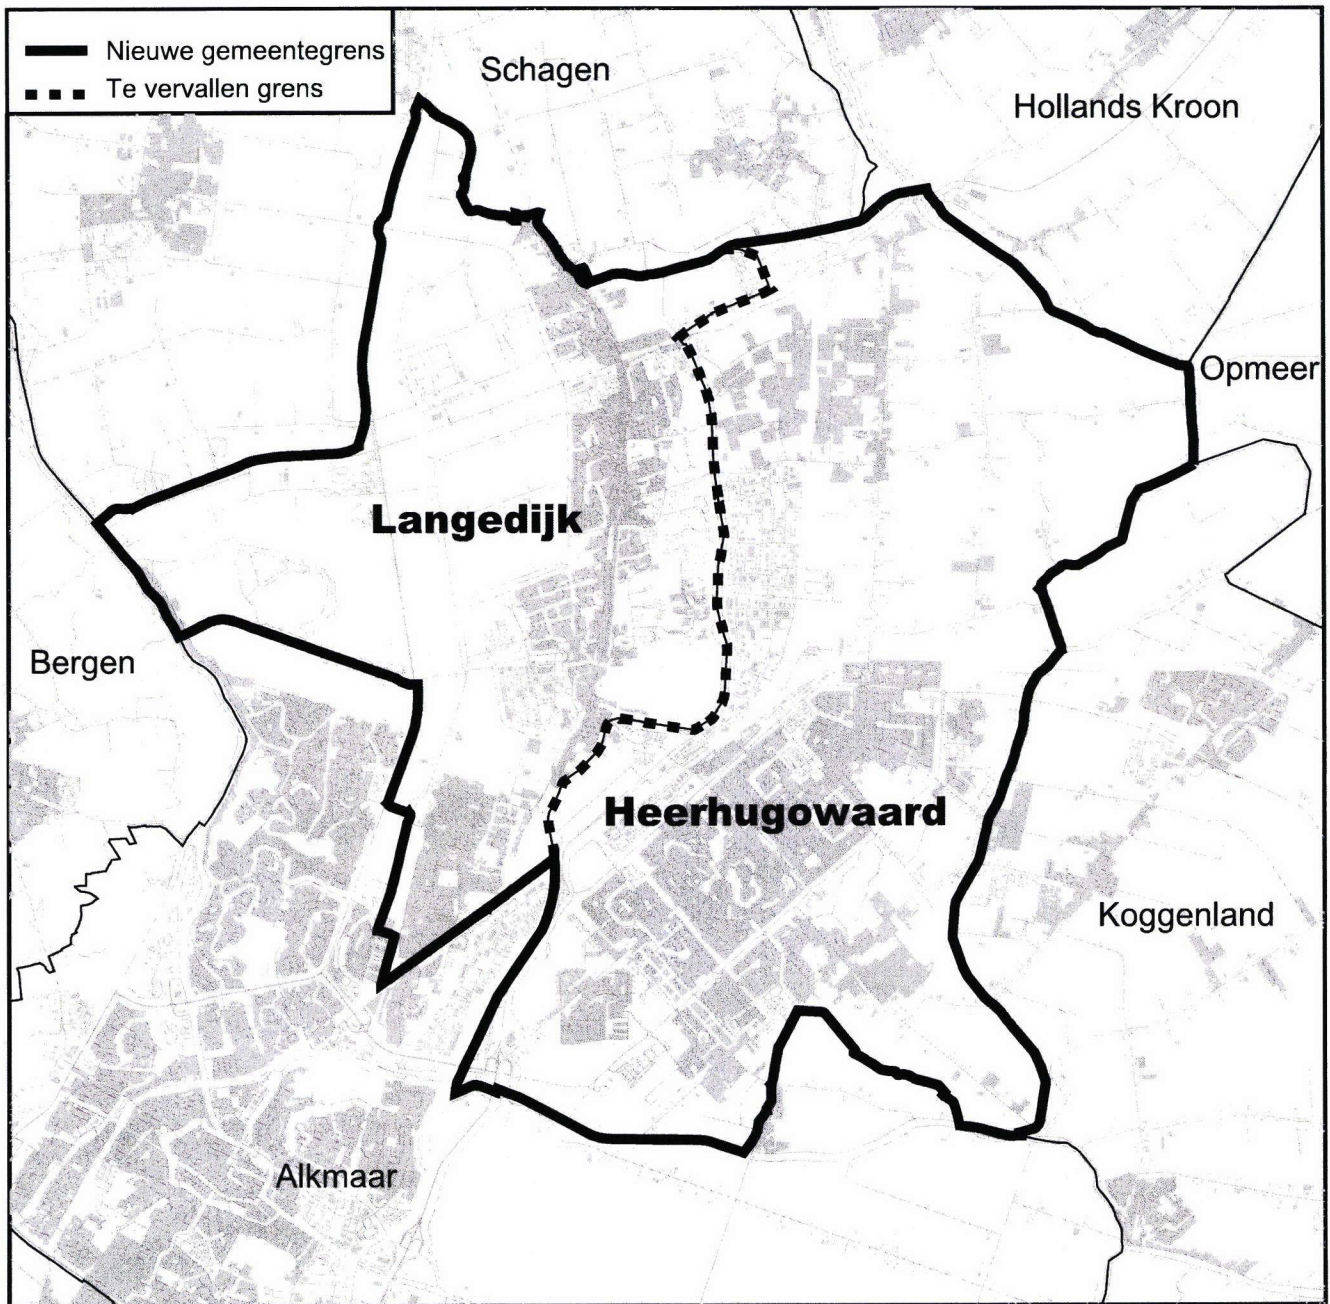 Nieuwe gemeentegrens
Te vervallen grens
Schagen
Hollands Kroon
Opmeer
Langedijk
Bergen
Heerhugowaard
Koggenland
Alkmaar